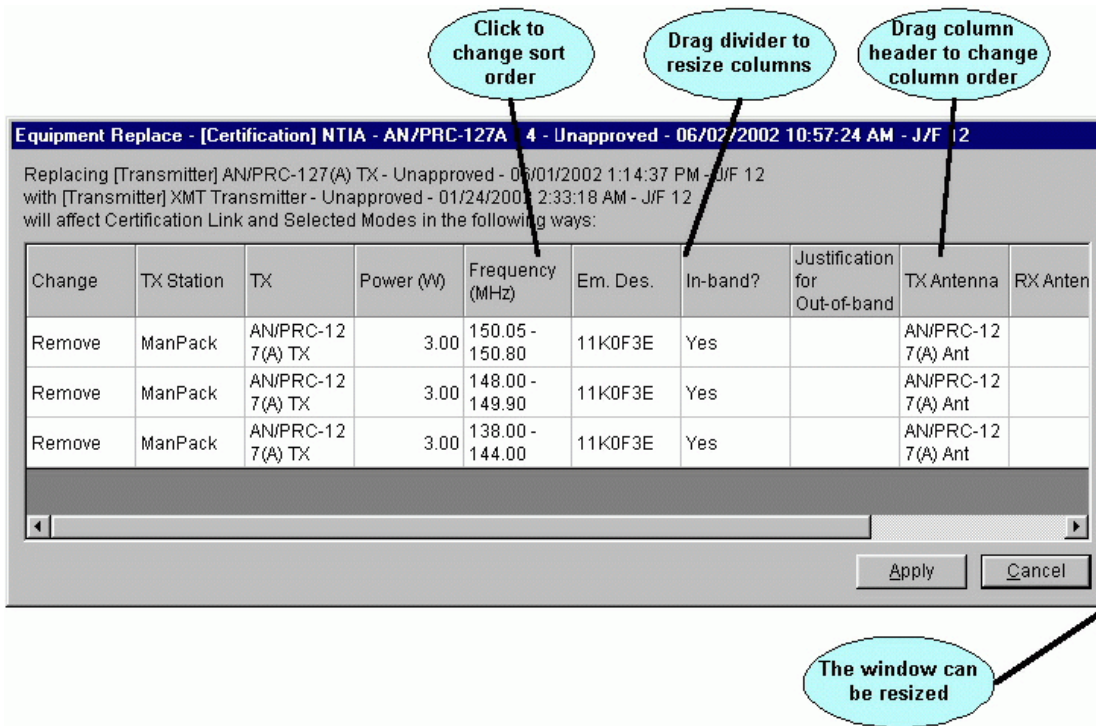 Click to
change sort
order
Drag divider to
resize columns
Drag column
header to change
column order
Equipment Replace - [Certification] NTIA - AN/PRC-127A 4 - Unapproved - 06/02/2002 10:57:24 AM - J/F 12
Replacing [Transmitter] AN/PRC-127(A) TX - Unapproved - 06/01/2002 1:14:37 PM - J/F 12
with [Transmitter] XMT Transmitter - Unapproved - 01/24/2002 2:33:18 AM - J/F 12
will affect Certification Link and Selected Modes in the following ways:
Change TX Station TX Power (W) Frequency (MHz) Em. Des. In-band? Justification for Out-of-band TX Antenna RX Anten
Remove ManPack AN/PRC-12 7(A) TX 3.00 150.05 - 150.80 11K0F3E Yes AN/PRC-12 7(A) Ant
Remove ManPack AN/PRC-12 7(A) TX 3.00 148.00 - 149.90 11K0F3E Yes AN/PRC-12 7(A) Ant
Remove ManPack AN/PRC-12 7(A) TX 3.00 138.00 - 144.00 11K0F3E Yes AN/PRC-12 7(A) Ant
Apply Cancel
The window can
be resized